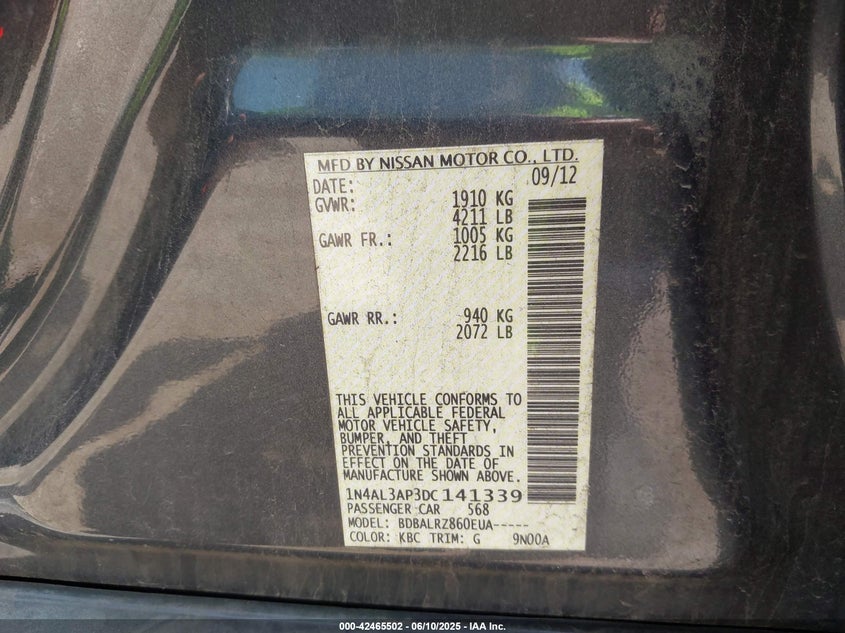 MFD BY NISSAN MOTOR CO., LTD.
DATE: 09/12
GVWR: 1910 KG
4211 LB
GAWR FR.: 1005 KG
2216 LB
GAWR RR.: 940 KG
2072 LB
THIS VEHICLE CONFORMS TO
ALL APPLICABLE FEDERAL
MOTOR VEHICLE SAFETY,
BUMPER, AND THEFT
PREVENTION STANDARDS IN
EFFECT ON THE DATE OF
MANUFACTURE SHOWN ABOVE.
1N4AL3AP3DC141339
PASSENGER CAR 568
MODEL: BDBALRZ860EUA-----
COLOR: KBC TRIM: G 9N00A
000-42465502 - 06/10/2025 - IAA Inc.